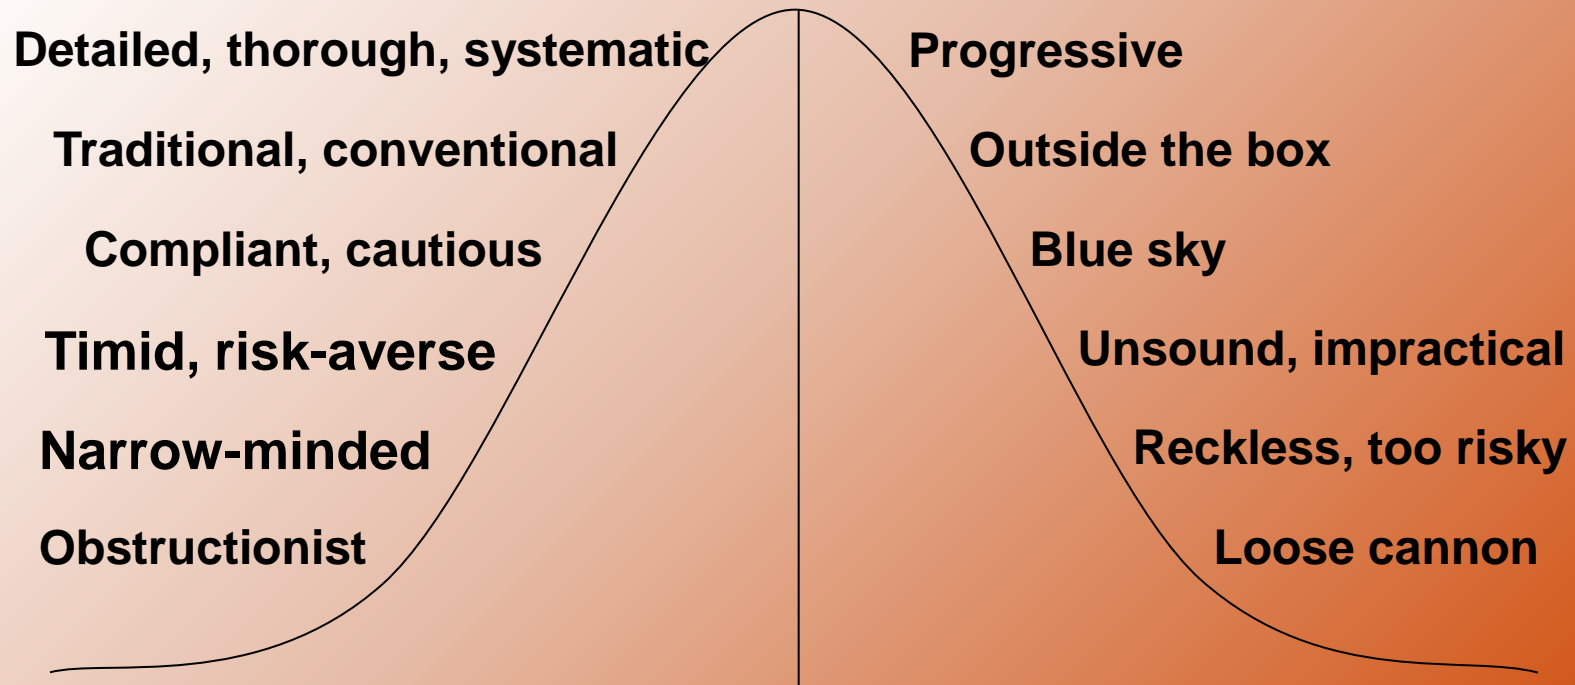 Detailed, thorough, systematic
Traditional, conventional
Compliant, cautious
Timid, risk-averse
Narrow-minded
Obstructionist
Progressive
Outside the box
Blue sky
Unsound, impractical
Reckless, too risky
Loose cannon